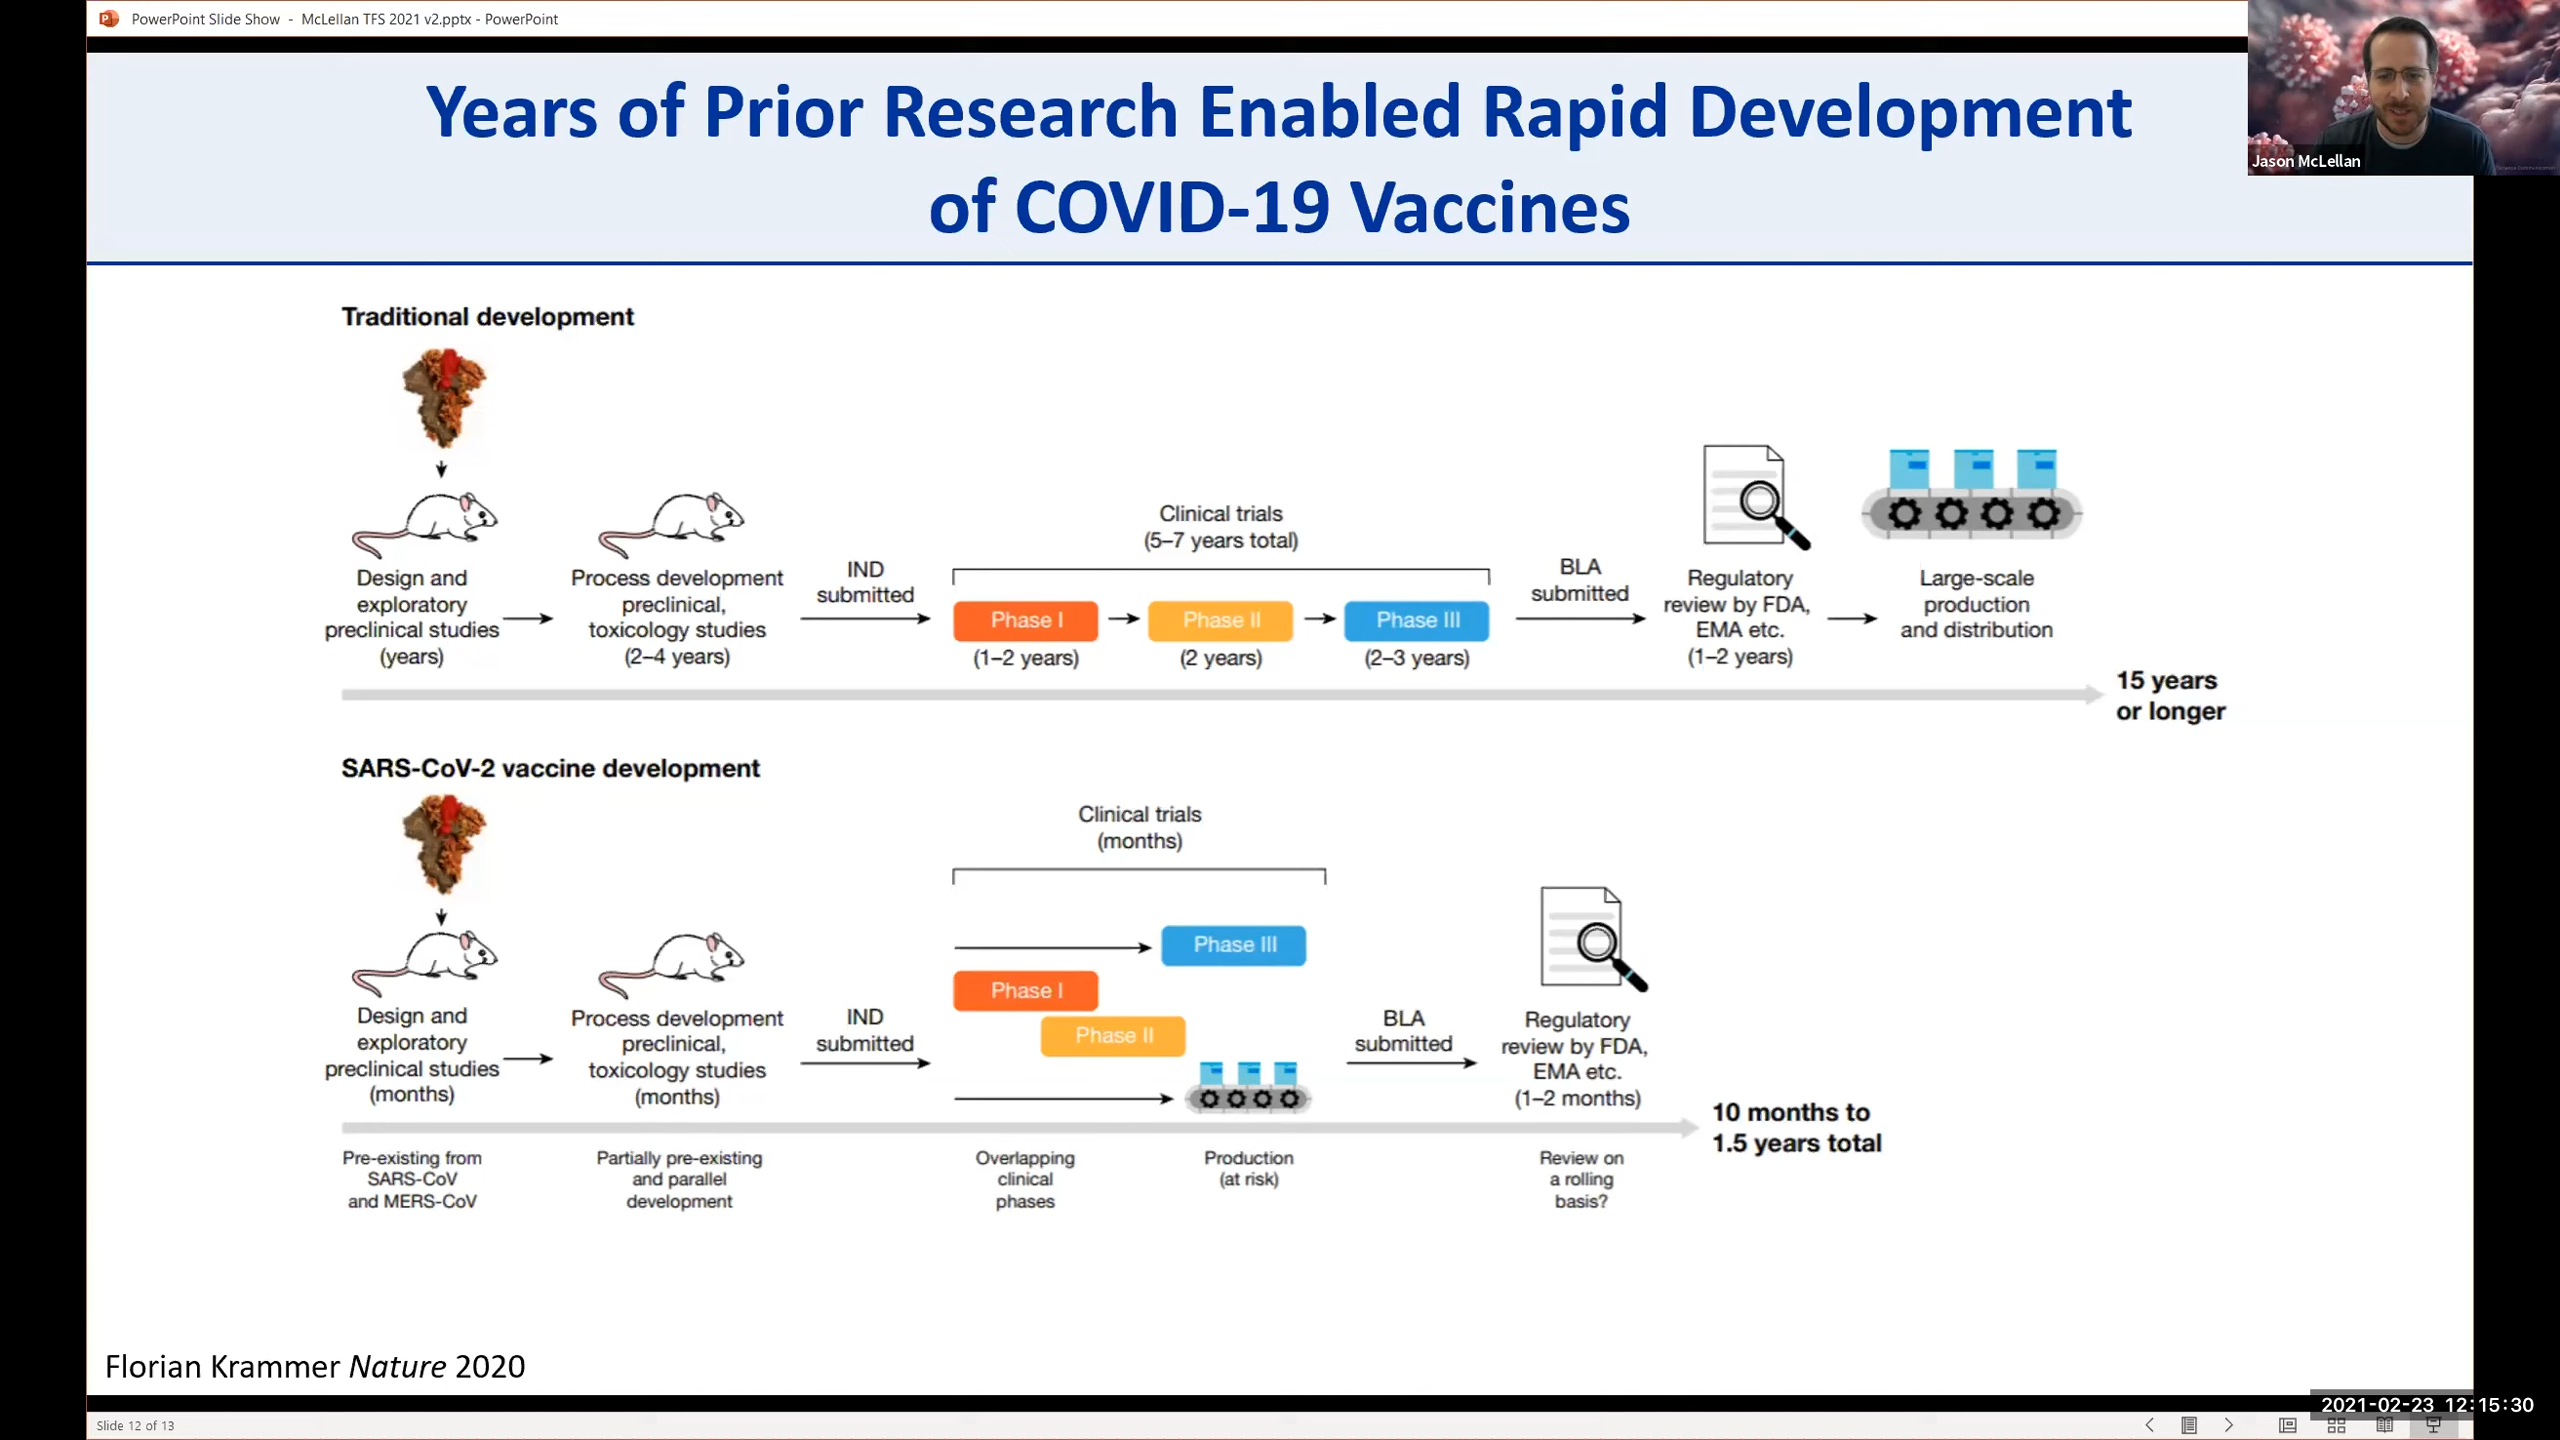 PowerPoint Slide Show - McLellan TFS 2021 v2.pptx - PowerPoint
Years of Prior Research Enabled Rapid Development
of COVID-19 Vaccines
Jason McLellan
Traditional development
Design and
exploratory
preclinical studies
(years)
Process development
preclinical,
toxicology studies
(2–4 years)
IND
submitted
Clinical trials
(5–7 years total)
Phase I
(1–2 years)
Phase II
(2 years)
Phase III
(2–3 years)
BLA
submitted
Regulatory
review by FDA,
EMA etc.
(1–2 years)
Large-scale
production
and distribution
15 years
or longer
SARS-CoV-2 vaccine development
Design and
exploratory
preclinical studies
(months)
Process development
preclinical,
toxicology studies
(months)
IND
submitted
Clinical trials
(months)
Phase III
Phase I
Phase II
BLA
submitted
Regulatory
review by FDA,
EMA etc.
(1–2 months)
10 months to
1.5 years total
Pre-existing from
SARS-CoV
and MERS-CoV
Partially pre-existing
and parallel
development
Overlapping
clinical
phases
Production
(at risk)
Review on
a rolling
basis?
Florian Krammer Nature 2020
Slide 12 of 13
2021-02-23 12:15:30